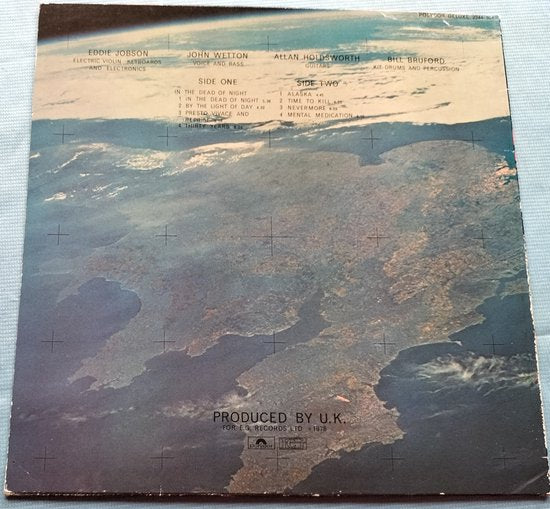 POLYDOR DELUXE
EDDIE JOBSON
ELECTRIC VIOLIN, KEYBOARDS
AND ELECTRONICS
JOHN WETTON
VOICE AND BASS
ALLAN HOLDSWORTH
GUITARS
BILL BRUFORD
KIT DRUMS AND PERCUSSION
SIDE ONE
IN THE DEAD OF NIGHT
1 IN THE DEAD OF NIGHT
2 BY THE LIGHT OF DAY
3 PRESTO VIVACE AND
REPRISE
4 THIRTY YEARS
SIDE TWO
1 ALASKA
2 TIME TO KILL
3 NEVERMORE
4 MENTAL MEDICATION
PRODUCED BY U.K.
FOR E.G. RECORDS LTD 1978